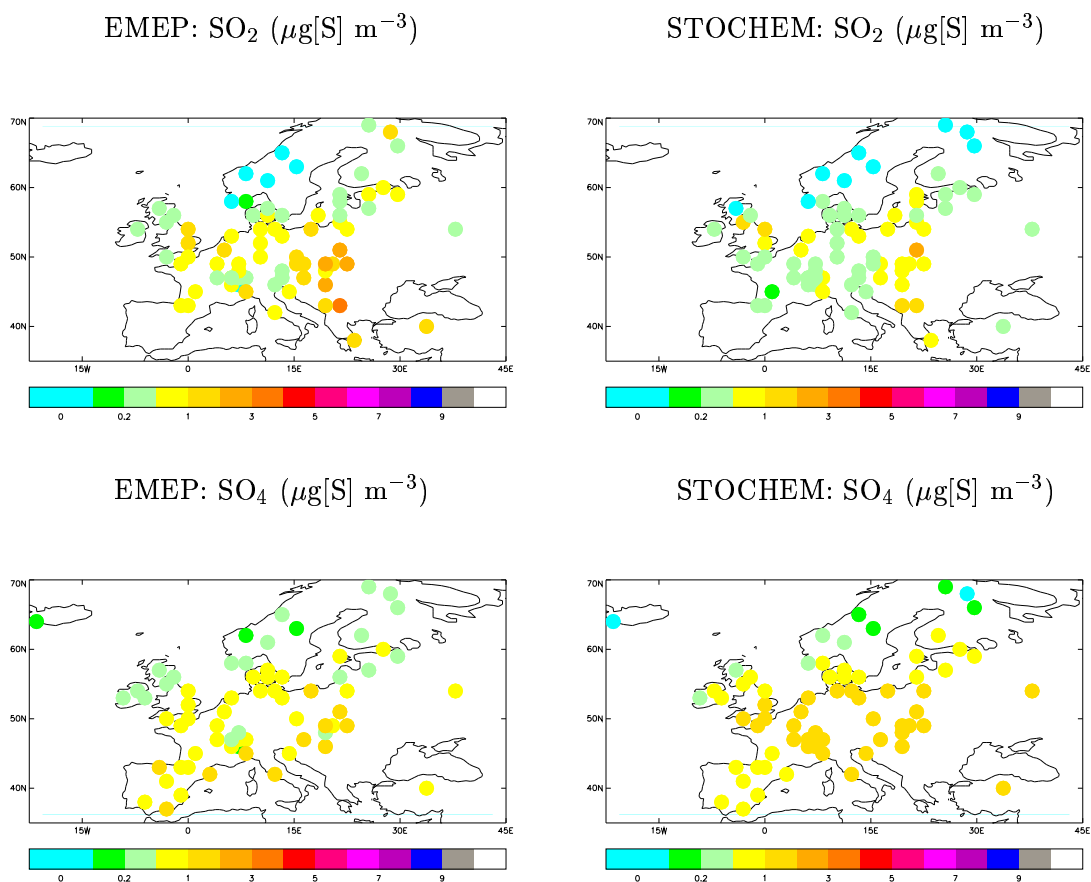 EMEP: SO₂ (μg[S] m⁻³)
STOCHEM: SO₂ (μg[S] m⁻³)
70N
60N
50N
40N
15W 0 15E 30E 45E
0 0.2 1 3 5 7 9
70N
60N
50N
40N
15W 0 15E 30E 45E
0 0.2 1 3 5 7 9
EMEP: SO₄ (μg[S] m⁻³)
STOCHEM: SO₄ (μg[S] m⁻³)
70N
60N
50N
40N
15W 0 15E 30E 45E
0 0.2 1 3 5 7 9
70N
60N
50N
40N
15W 0 15E 30E 45E
0 0.2 1 3 5 7 9